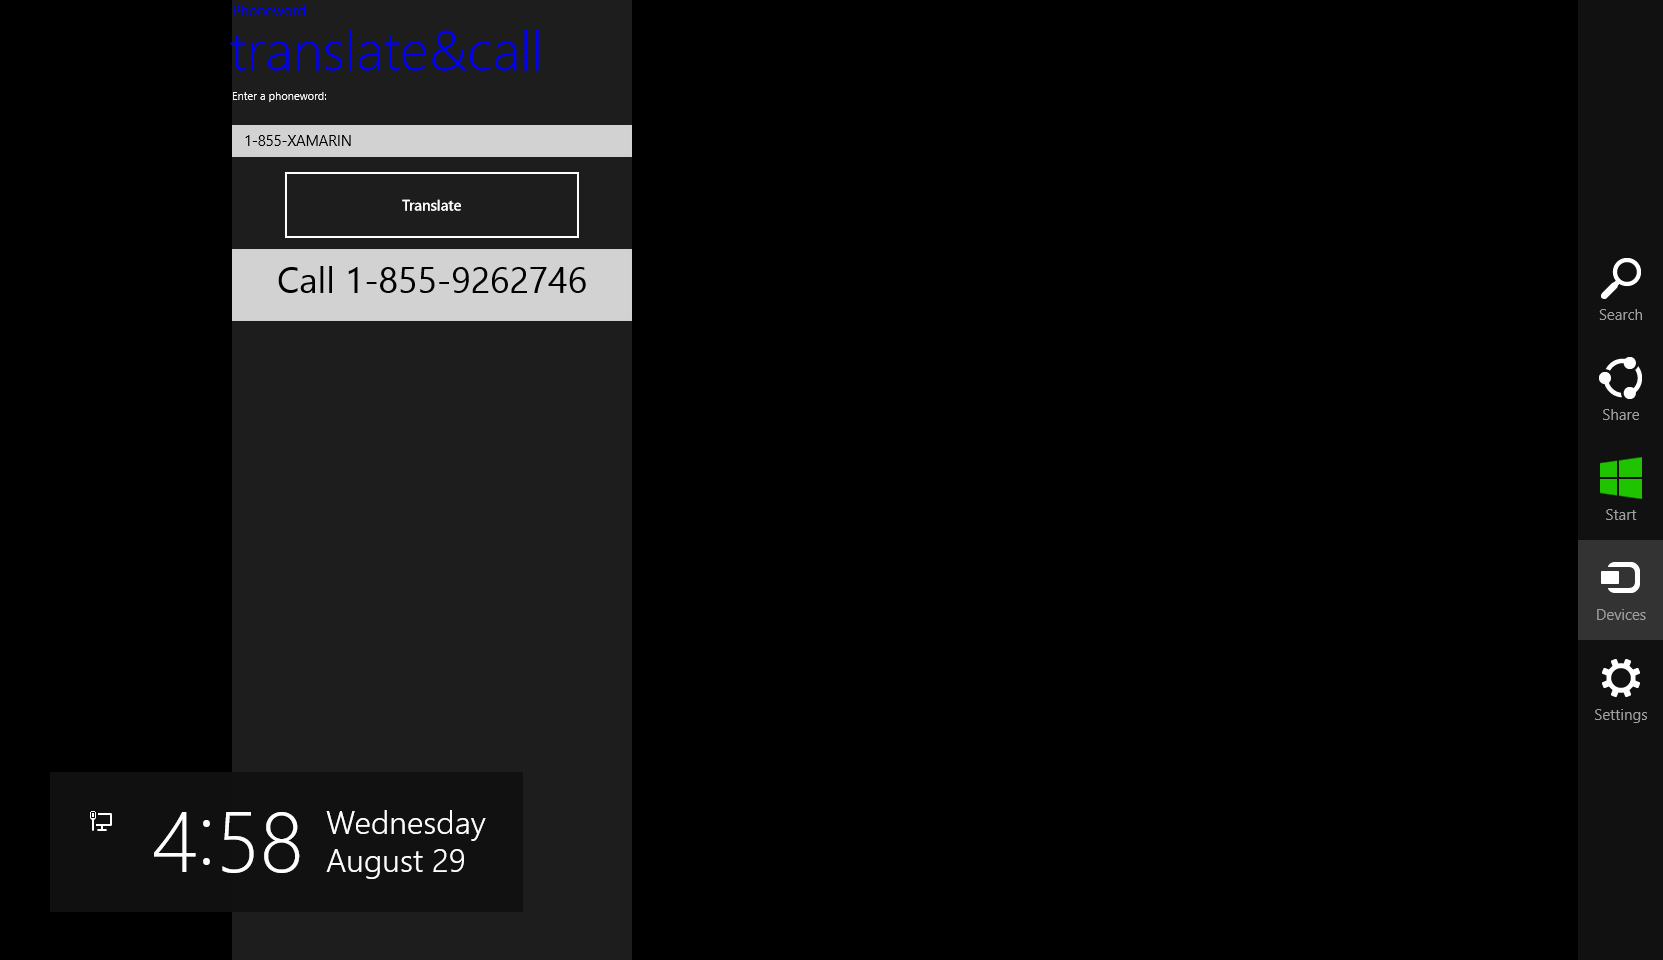 Phoneword
translate&call
Enter a phoneword:
1-855-XAMARIN
Translate
Call 1-855-9262746
Search
Share
Start
Devices
Settings
4:58
Wednesday
August 29